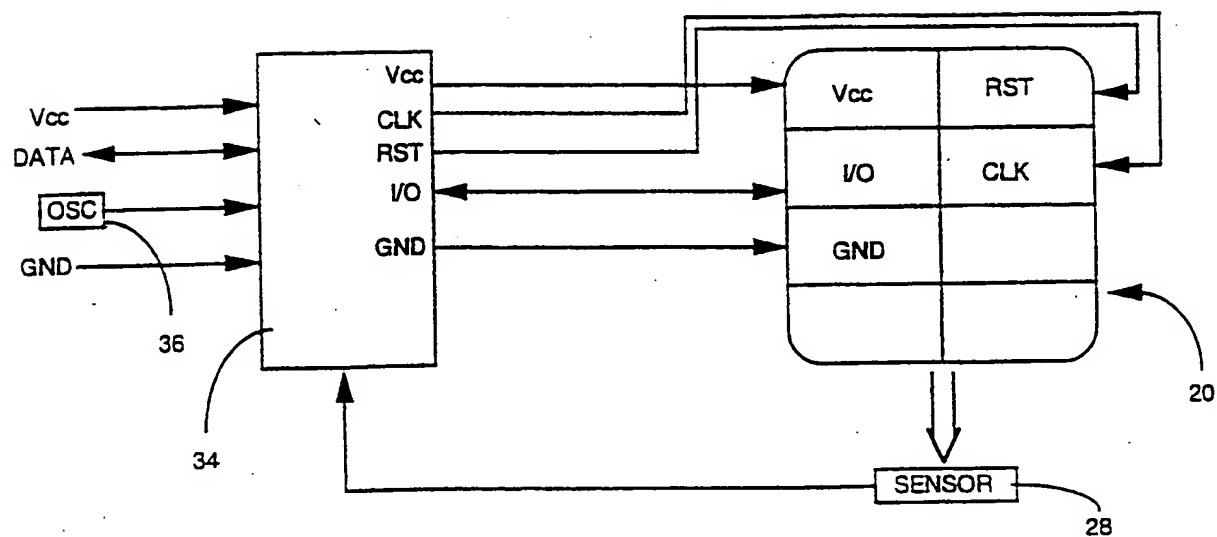 Vcc
DATA
OSC
GND
36
34
Vcc
CLK
RST
I/O
GND
Vcc
RST
I/O
CLK
GND
20
SENSOR
28